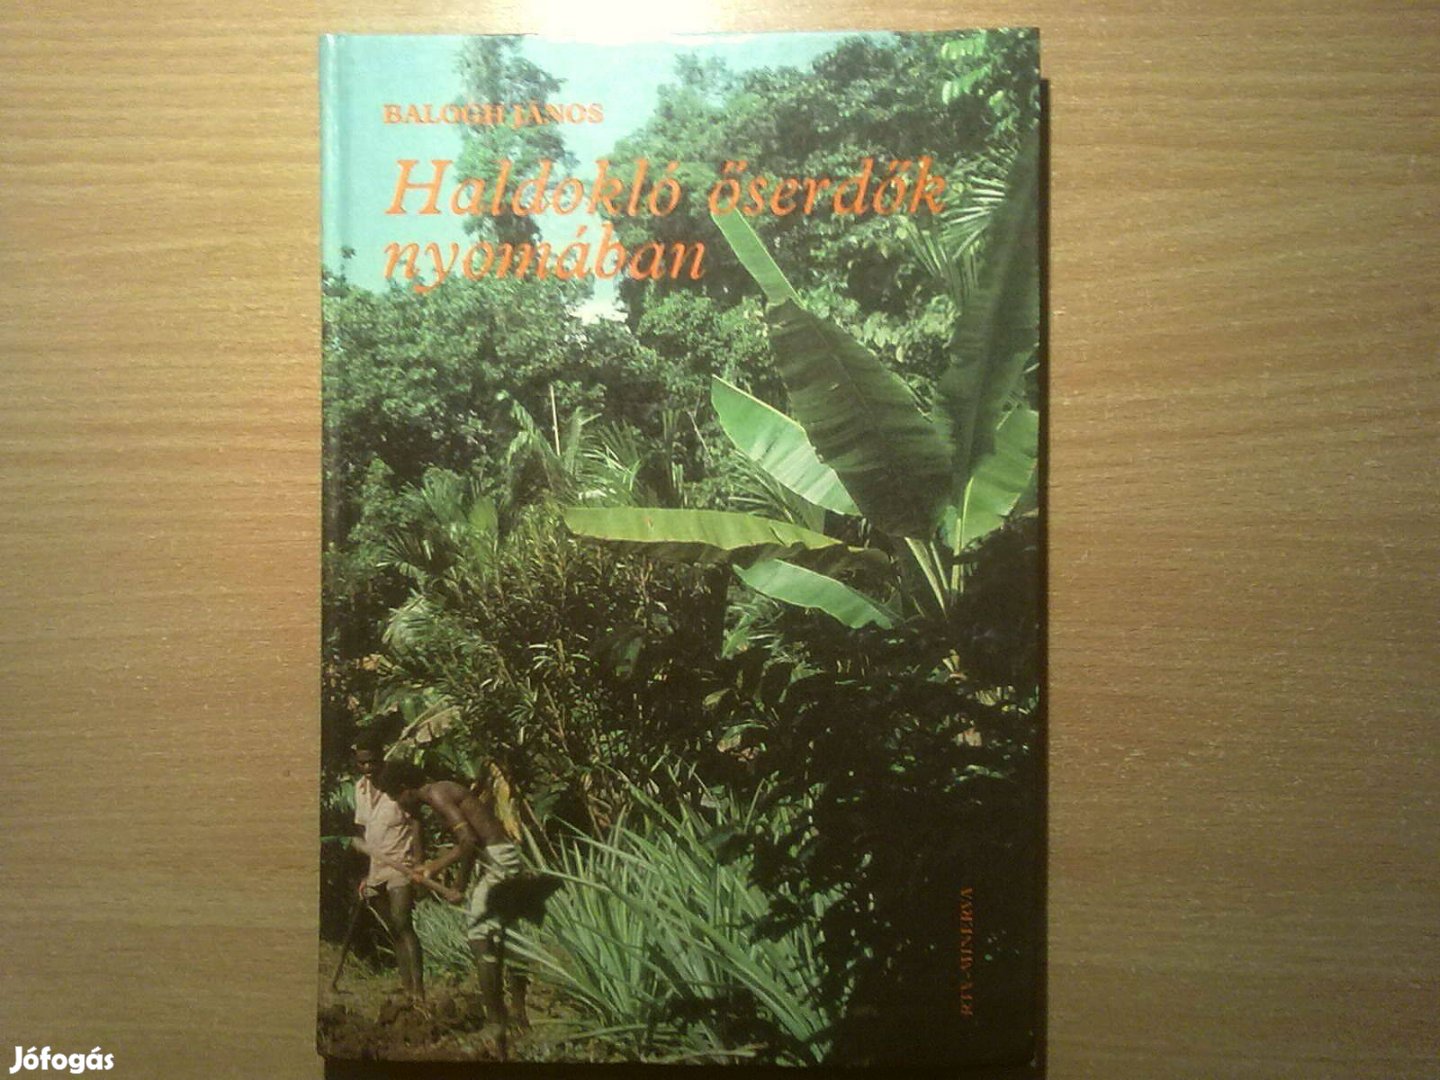 BALOGH JÁNOS
Haldokló őserdők
nyomában
RTV-MINERVA
Jófogás